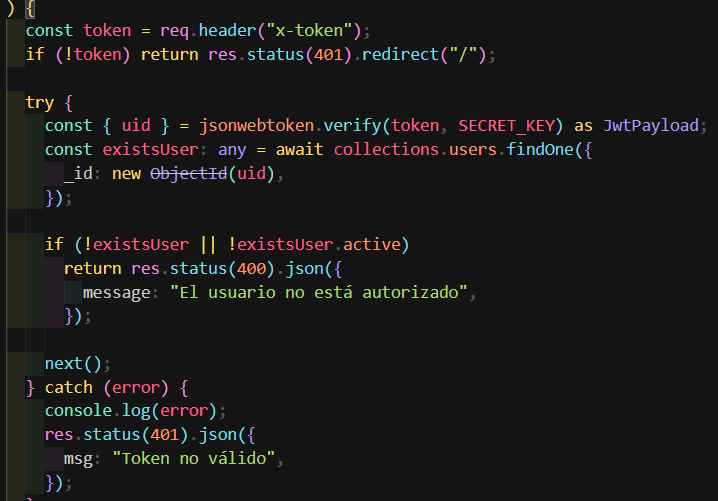 ) {
const token = req.header("x-token");
if (!token) return res.status(401).redirect("/");
try {
const { uid } = jsonwebtoken.verify(token, SECRET_KEY) as JwtPayload;
const existsUser: any = await collections.users.findOne({
_id: new ObjectId(uid),
});
if (!existsUser || !existsUser.active)
return res.status(400).json({
message: "El usuario no está autorizado",
});
next();
} catch (error) {
console.log(error);
res.status(401).json({
msg: "Token no válido",
});